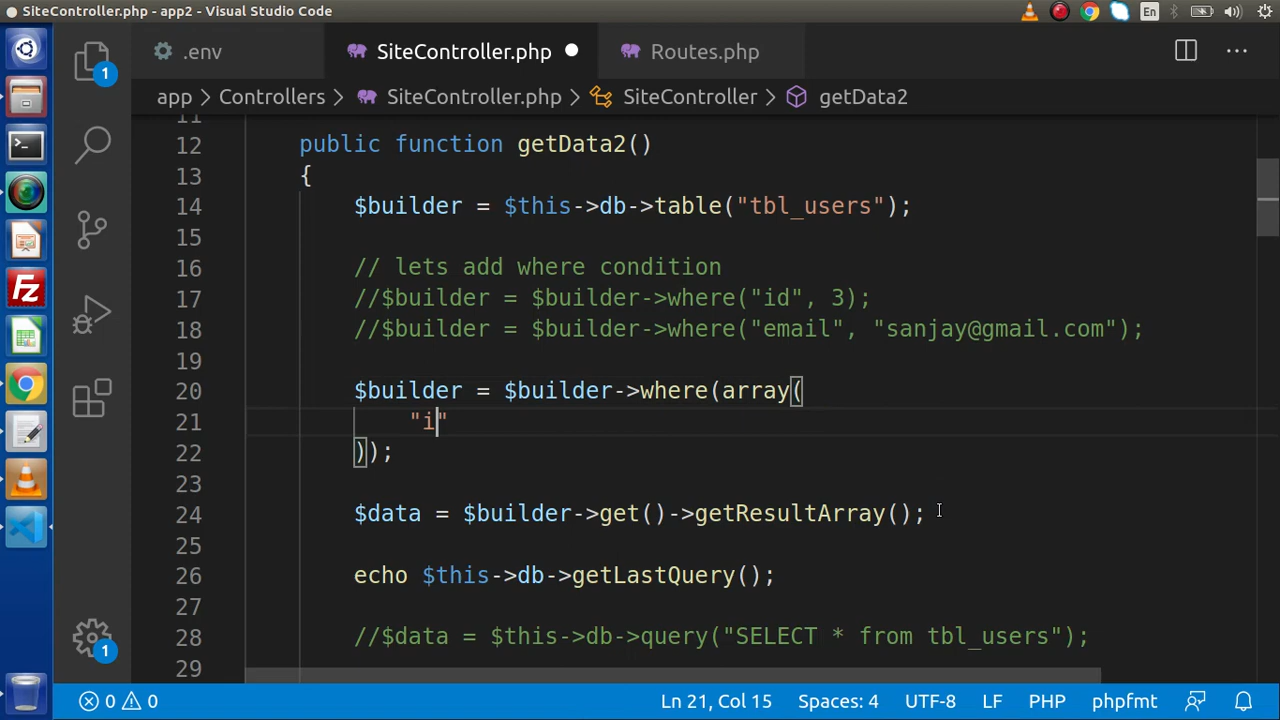 SiteController.php - app2 - Visual Studio Code
En
.env
SiteController.php
Routes.php
1
app > Controllers > SiteController.php > SiteController > getData2
11
12 public function getData2()
13 {
14 $builder = $this->db->table("tbl_users");
15
16 // lets add where condition
17 //$builder = $builder->where("id", 3);
18 //$builder = $builder->where("email", "sanjay@gmail.com");
19
20 $builder = $builder->where(array(
21 "i"
22 ));
23
24 $data = $builder->get()->getResultArray();
25
26 echo $this->db->getLastQuery();
27
28 //$data = $this->db->query("SELECT * from tbl_users");
29
1
0 0 Ln 21, Col 15 Spaces: 4 UTF-8 LF PHP phpfmt